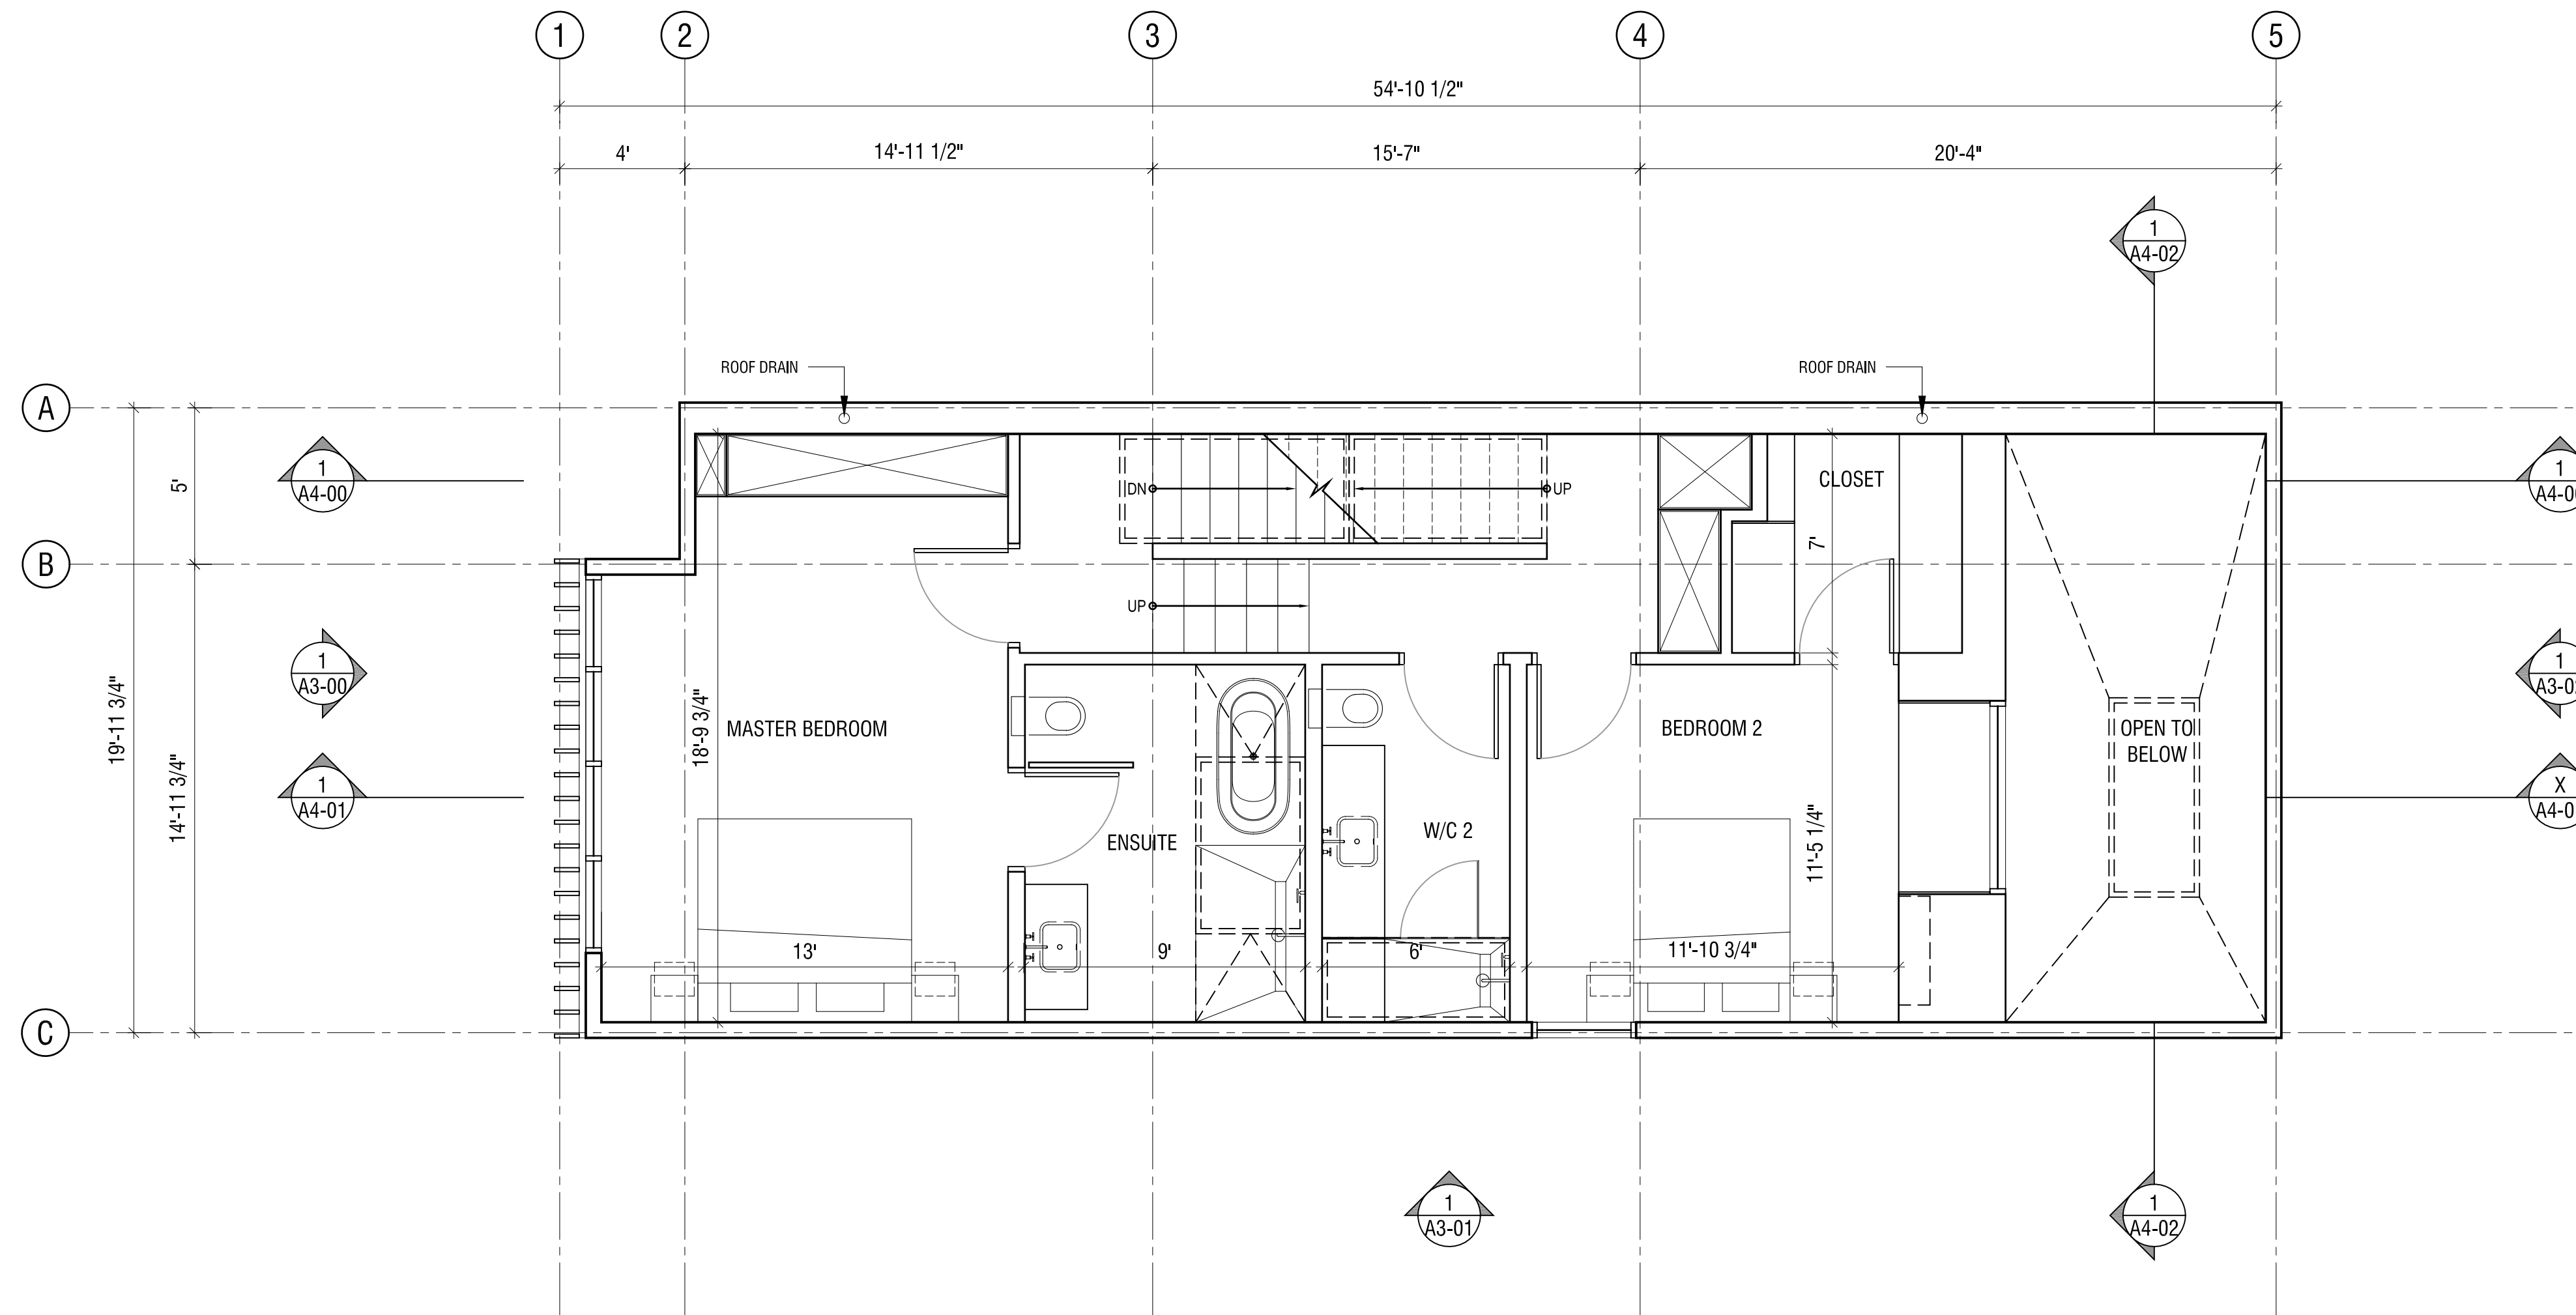 1
2
3
4
5
54'-10 1/2"
4'
14'-11 1/2"
15'-7"
20'-4"
1
A4-02
ROOF DRAIN
ROOF DRAIN
A
B
C
5'
14'-11 3/4"
19'-11 3/4"
1
A4-00
1
A3-00
1
A4-01
DN
UP
UP
CLOSET
7'
MASTER BEDROOM
18'-9 3/4"
ENSUITE
W/C 2
BEDROOM 2
11'-5 1/4"
OPEN TO
BELOW
13'
9'
6'
11'-10 3/4"
1
A4-0
1
A3-0
X
A4-0
1
A3-01
1
A4-02